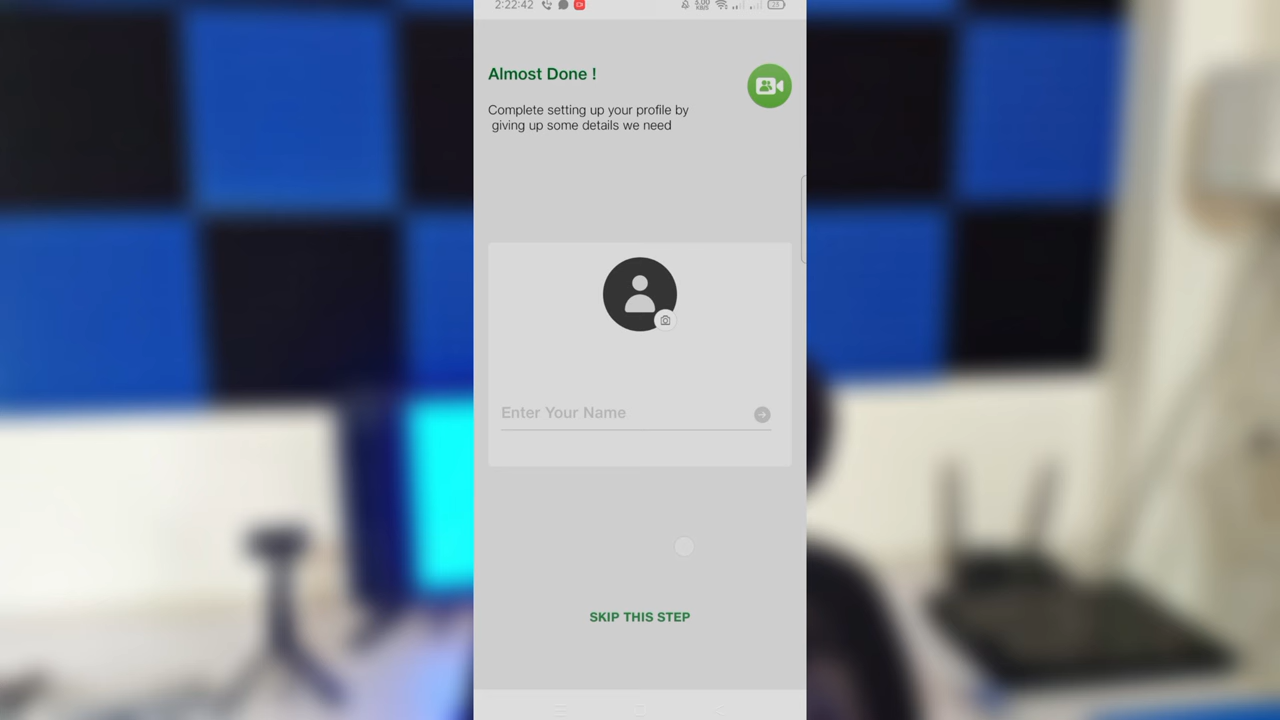 2:22:42
Almost Done !
Complete setting up your profile by
giving up some details we need
Enter Your Name
SKIP THIS STEP